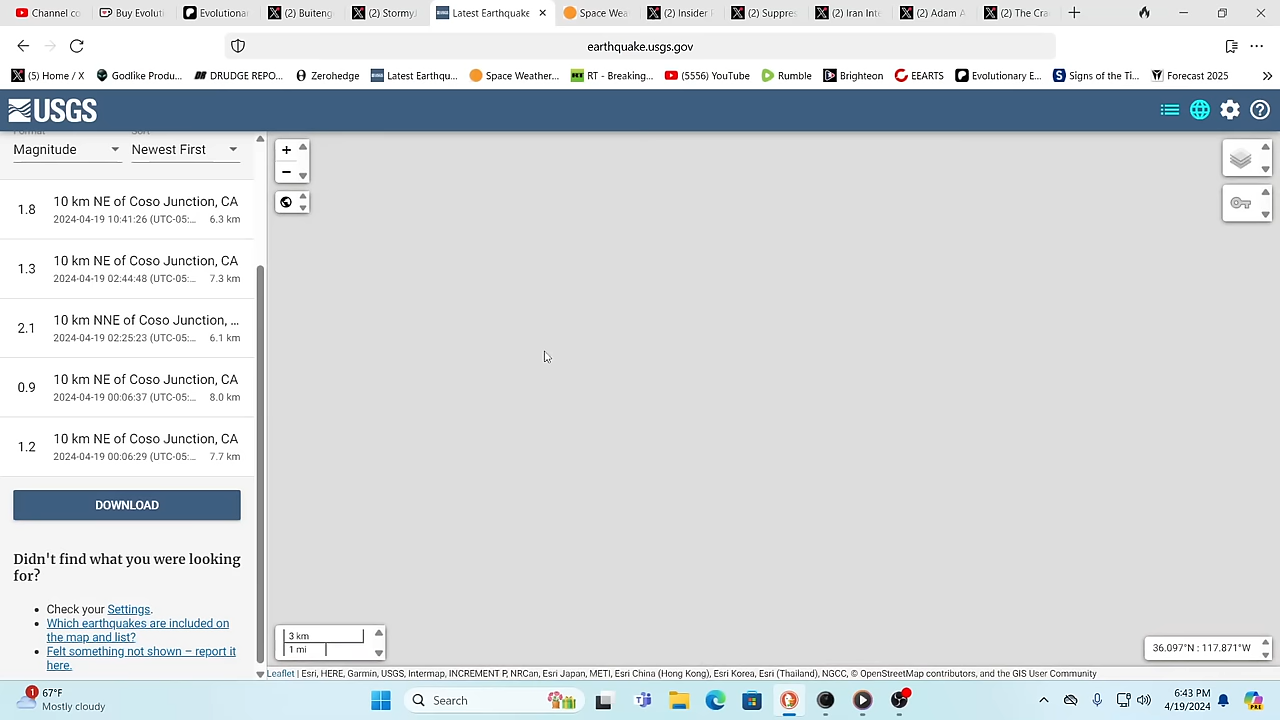 Channel co
Buy Evoluti
Evolutiona
(2) Buiteng
(2) Stormy
Latest Earthquake
Space Wea
(2) Insider
(2) Suppres
(2) Iran Int
(2) Adam A
(2) The Cra
earthquake.usgs.gov
(5) Home / X
Godlike Produ...
DRUDGE REPO...
Zerohedge
Latest Earthqu...
Space Weather...
RT - Breaking...
(5556) YouTube
Rumble
Brighteon
EEARTS
Evolutionary E...
Signs of the Ti...
Forecast 2025
USGS
Format
Sort
Magnitude
Newest First
1.8
10 km NE of Coso Junction, CA
2024-04-19 10:41:26 (UTC-05:... 6.3 km
1.3
10 km NE of Coso Junction, CA
2024-04-19 02:44:48 (UTC-05:... 7.3 km
2.1
10 km NNE of Coso Junction, ...
2024-04-19 02:25:23 (UTC-05:... 6.1 km
0.9
10 km NE of Coso Junction, CA
2024-04-19 00:06:37 (UTC-05:... 8.0 km
1.2
10 km NE of Coso Junction, CA
2024-04-19 00:06:29 (UTC-05:... 7.7 km
DOWNLOAD
Didn't find what you were looking
for?
Check your Settings.
Which earthquakes are included on
the map and list?
Felt something not shown – report it
here.
3 km
1 mi
36.097°N : 117.871°W
Leaflet | Esri, HERE, Garmin, USGS, Intermap, INCREMENT P, NRCan, Esri Japan, METI, Esri China (Hong Kong), Esri Korea, Esri (Thailand), NGCC, © OpenStreetMap contributors, and the GIS User Community
1
67°F
Mostly cloudy
Search
6:43 PM
4/19/2024